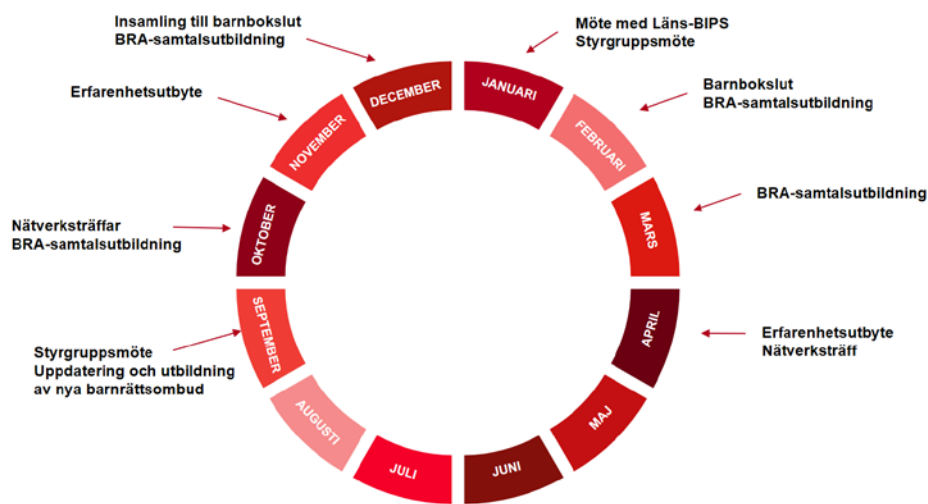 Insamling till barnbokslut
BRA-samtalsutbildning
Möte med Läns-BIPS
Styrgruppsmöte
Erfarenhetsutbyte
DECEMBER
JANUARI
Barnbokslut
BRA-samtalsutbildning
NOVEMBER
FEBRUARI
Nätverksträffar
BRA-samtalsutbildning
OKTOBER
MARS
BRA-samtalsutbildning
SEPTEMBER
APRIL
Erfarenhetsutbyte
Nätverksträff
Styrgruppsmöte
Uppdatering och utbildning
av nya barnrättsombud
AUGUSTI
MAJ
JULI
JUNI